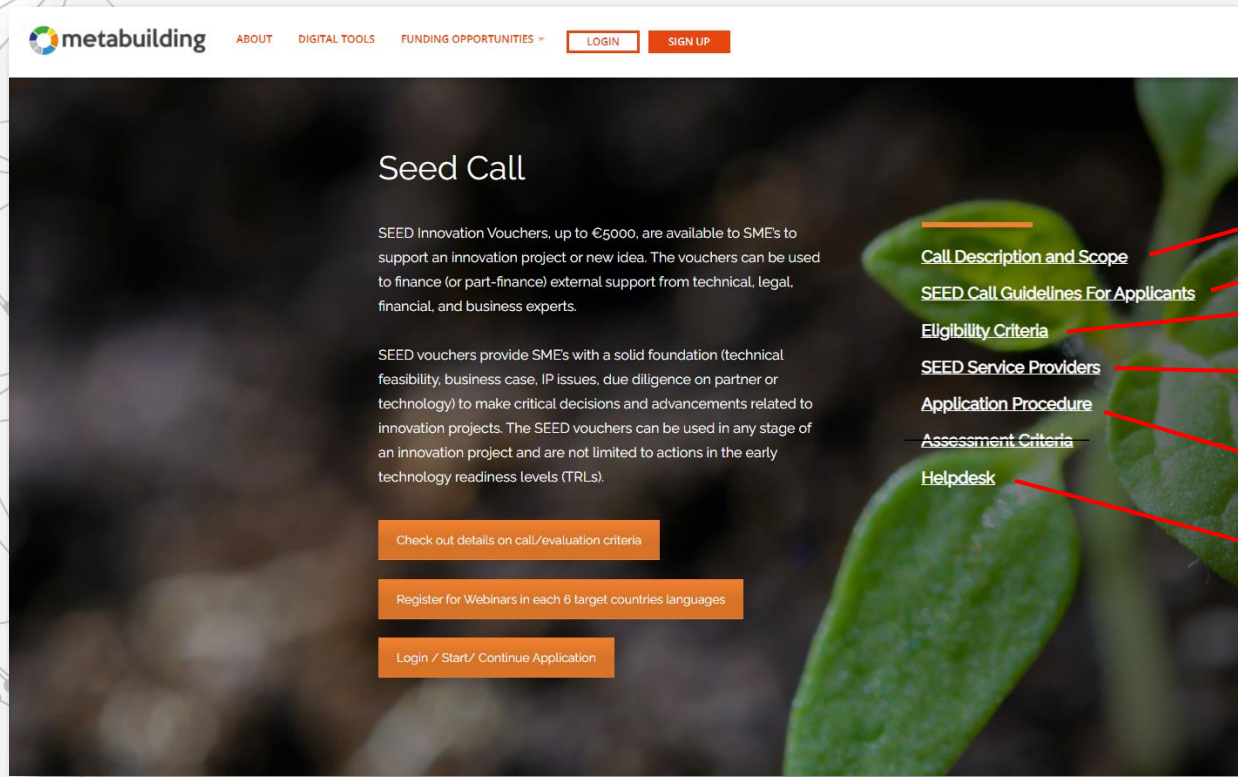 metabuilding
ABOUT
DIGITAL TOOLS
FUNDING OPPORTUNITIES
LOGIN
SIGN UP
Seed Call
SEED Innovation Vouchers, up to €5000, are available to SME's to
support an innovation project or new idea. The vouchers can be used
to finance (or part-finance) external support from technical, legal,
financial, and business experts.
SEED vouchers provide SME's with a solid foundation (technical
feasibility, business case, IP issues, due diligence on partner or
technology) to make critical decisions and advancements related to
innovation projects. The SEED vouchers can be used in any stage of
an innovation project and are not limited to actions in the early
technology readiness levels (TRLs).
Check out details on call/evaluation criteria
Register for Webinars in each 6 target countries languages
Login / Start/ Continue Application
Call Description and Scope
SEED Call Guidelines For Applicants
Eligibility Criteria
SEED Service Providers
Application Procedure
Assessment Criteria
Helpdesk